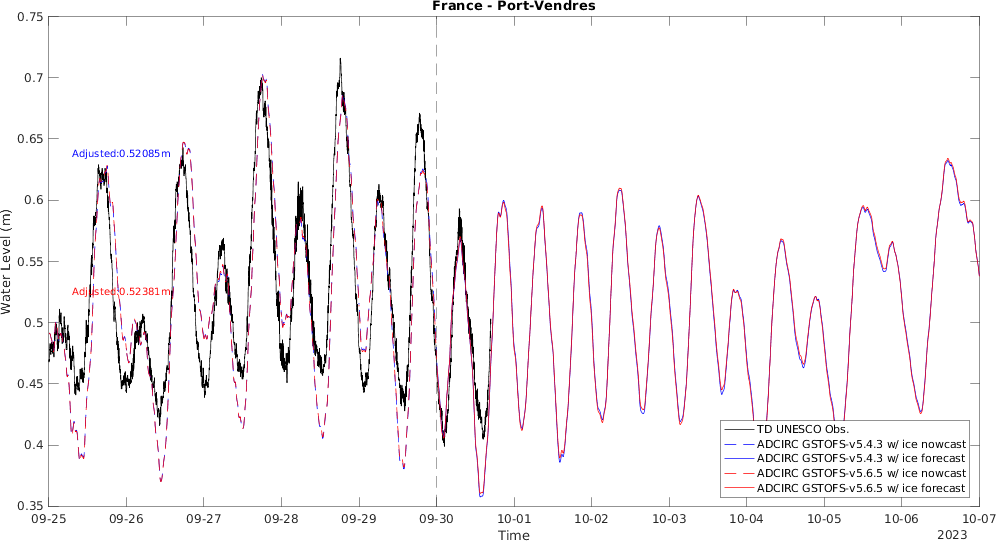 France - Port-Vendres
0.75
0.7
0.65
0.6
0.55
0.5
0.45
0.4
0.35
Water Level (m)
Adjusted:0.52085m
Adjusted:0.52381m
TD UNESCO Obs.
ADCIRC GSTOFS-v5.4.3 w/ ice nowcast
ADCIRC GSTOFS-v5.4.3 w/ ice forecast
ADCIRC GSTOFS-v5.6.5 w/ ice nowcast
ADCIRC GSTOFS-v5.6.5 w/ ice forecast
09-25 09-26 09-27 09-28 09-29 09-30 10-01 10-02 10-03 10-04 10-05 10-06 10-07
Time
2023